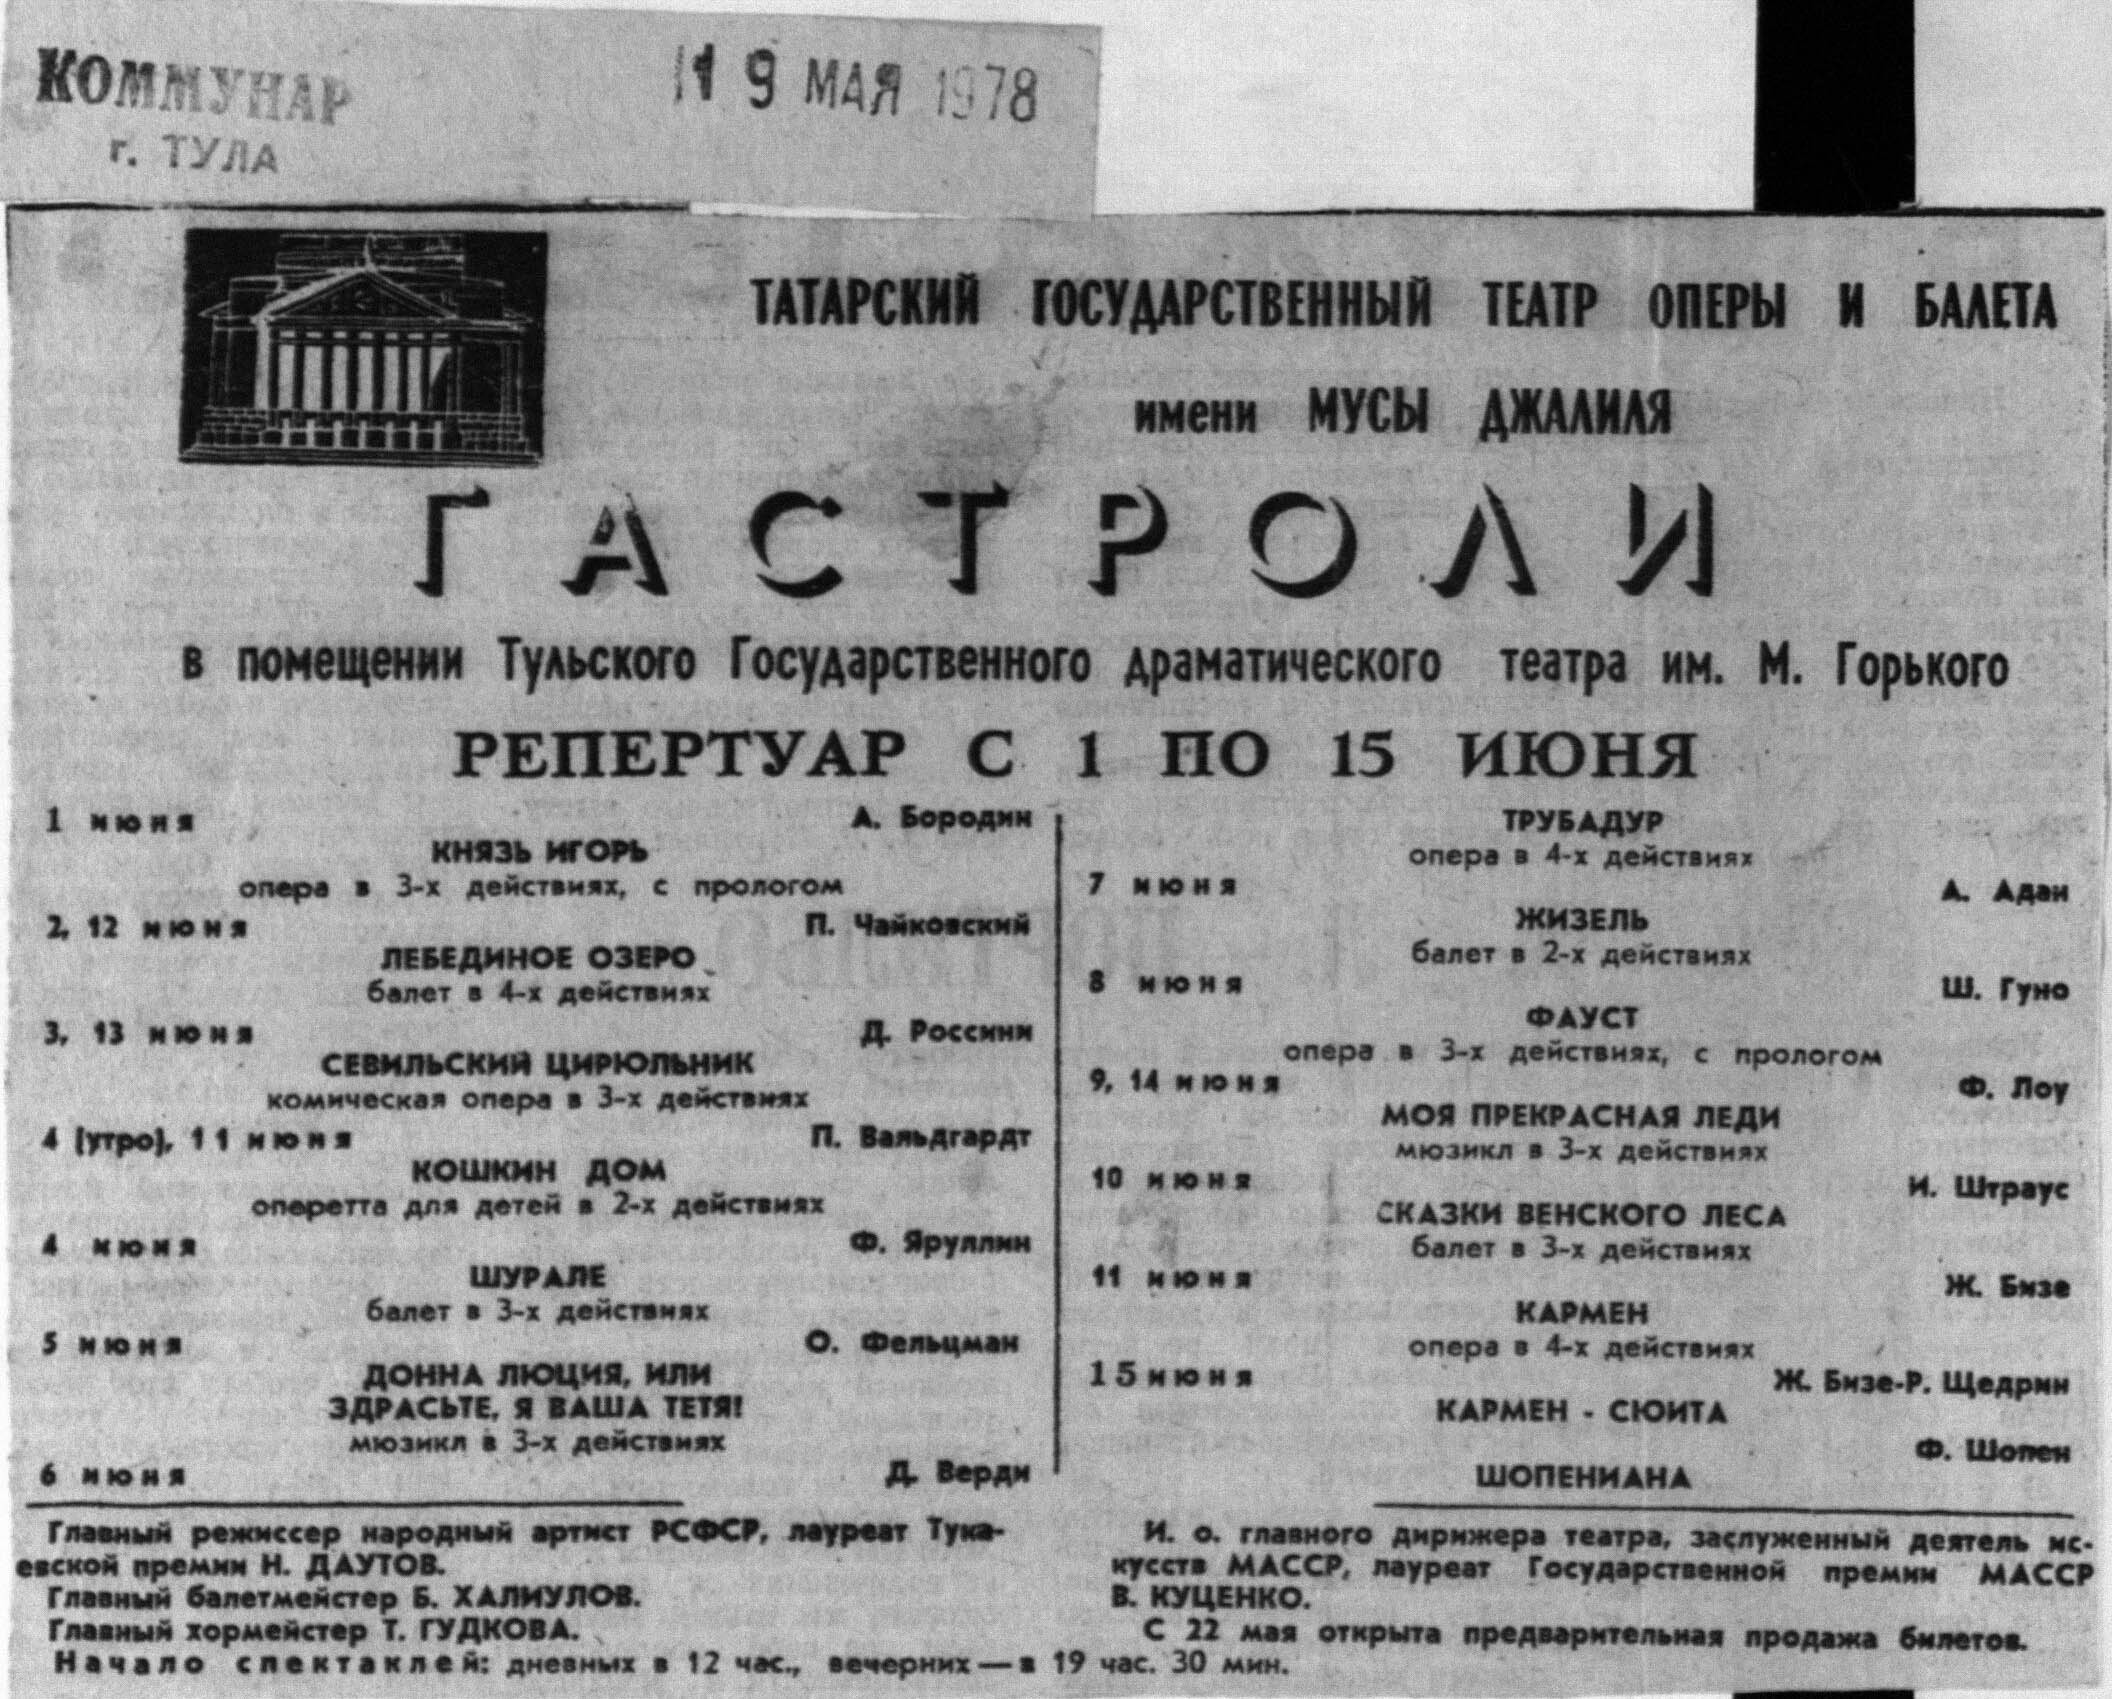 КОММУНАР
г. ТУЛА
19 МАЯ 1978
ТАТАРСКИЙ ГОСУДАРСТВЕННЫЙ ТЕАТР ОПЕРЫ И БАЛЕТА
имени МУСЫ ДЖАЛИЛЯ
ГАСТРОЛИ
в помещении Тульского Государственного драматического театра им. М. Горького
РЕПЕРТУАР С 1 ПО 15 ИЮНЯ
1 июня А. Бородин
КНЯЗЬ ИГОРЬ
опера в 3-х действиях, с прологом
2, 12 июня П. Чайковский
ЛЕБЕДИНОЕ ОЗЕРО
балет в 4-х действиях
3, 13 июня Д. Россини
СЕВИЛЬСКИЙ ЦИРЮЛЬНИК
комическая опера в 3-х действиях
4 (утро), 11 июня П. Вальдгардт
КОШКИН ДОМ
оперетта для детей в 2-х действиях
4 июня Ф. Яруллин
ШУРАЛЕ
балет в 3-х действиях
5 июня О. Фельцман
ДОННА ЛЮЦИЯ, ИЛИ
ЗДРАСЬТЕ, Я ВАША ТЕТЯ!
мюзикл в 3-х действиях
6 июня Д. Верди
ТРУБАДУР
опера в 4-х действиях
7 июня А. Адан
ЖИЗЕЛЬ
балет в 2-х действиях
8 июня Ш. Гуно
ФАУСТ
опера в 3-х действиях, с прологом
9, 14 июня Ф. Лоу
МОЯ ПРЕКРАСНАЯ ЛЕДИ
мюзикл в 3-х действиях
10 июня И. Штраус
СКАЗКИ ВЕНСКОГО ЛЕСА
балет в 3-х действиях
11 июня Ж. Бизе
КАРМЕН
опера в 4-х действиях
15 июня Ж. Бизе-Р. Щедрин
КАРМЕН - СЮИТА
Ф. Шопен
ШОПЕНИАНА
Главный режиссер народный артист РСФСР, лауреат Тука-
евской премии Н. ДАУТОВ.
Главный балетмейстер Б. ХАЛИУЛОВ.
Главный хормейстер Т. ГУДКОВА.
И. о. главного дирижера театра, заслуженный деятель ис-
кусств МАССР, лауреат Государственной премии МАССР
В. КУЦЕНКО.
С 22 мая открыта предварительная продажа билетов.
Начало спектаклей: дневных в 12 час., вечерних — в 19 час. 30 мин.